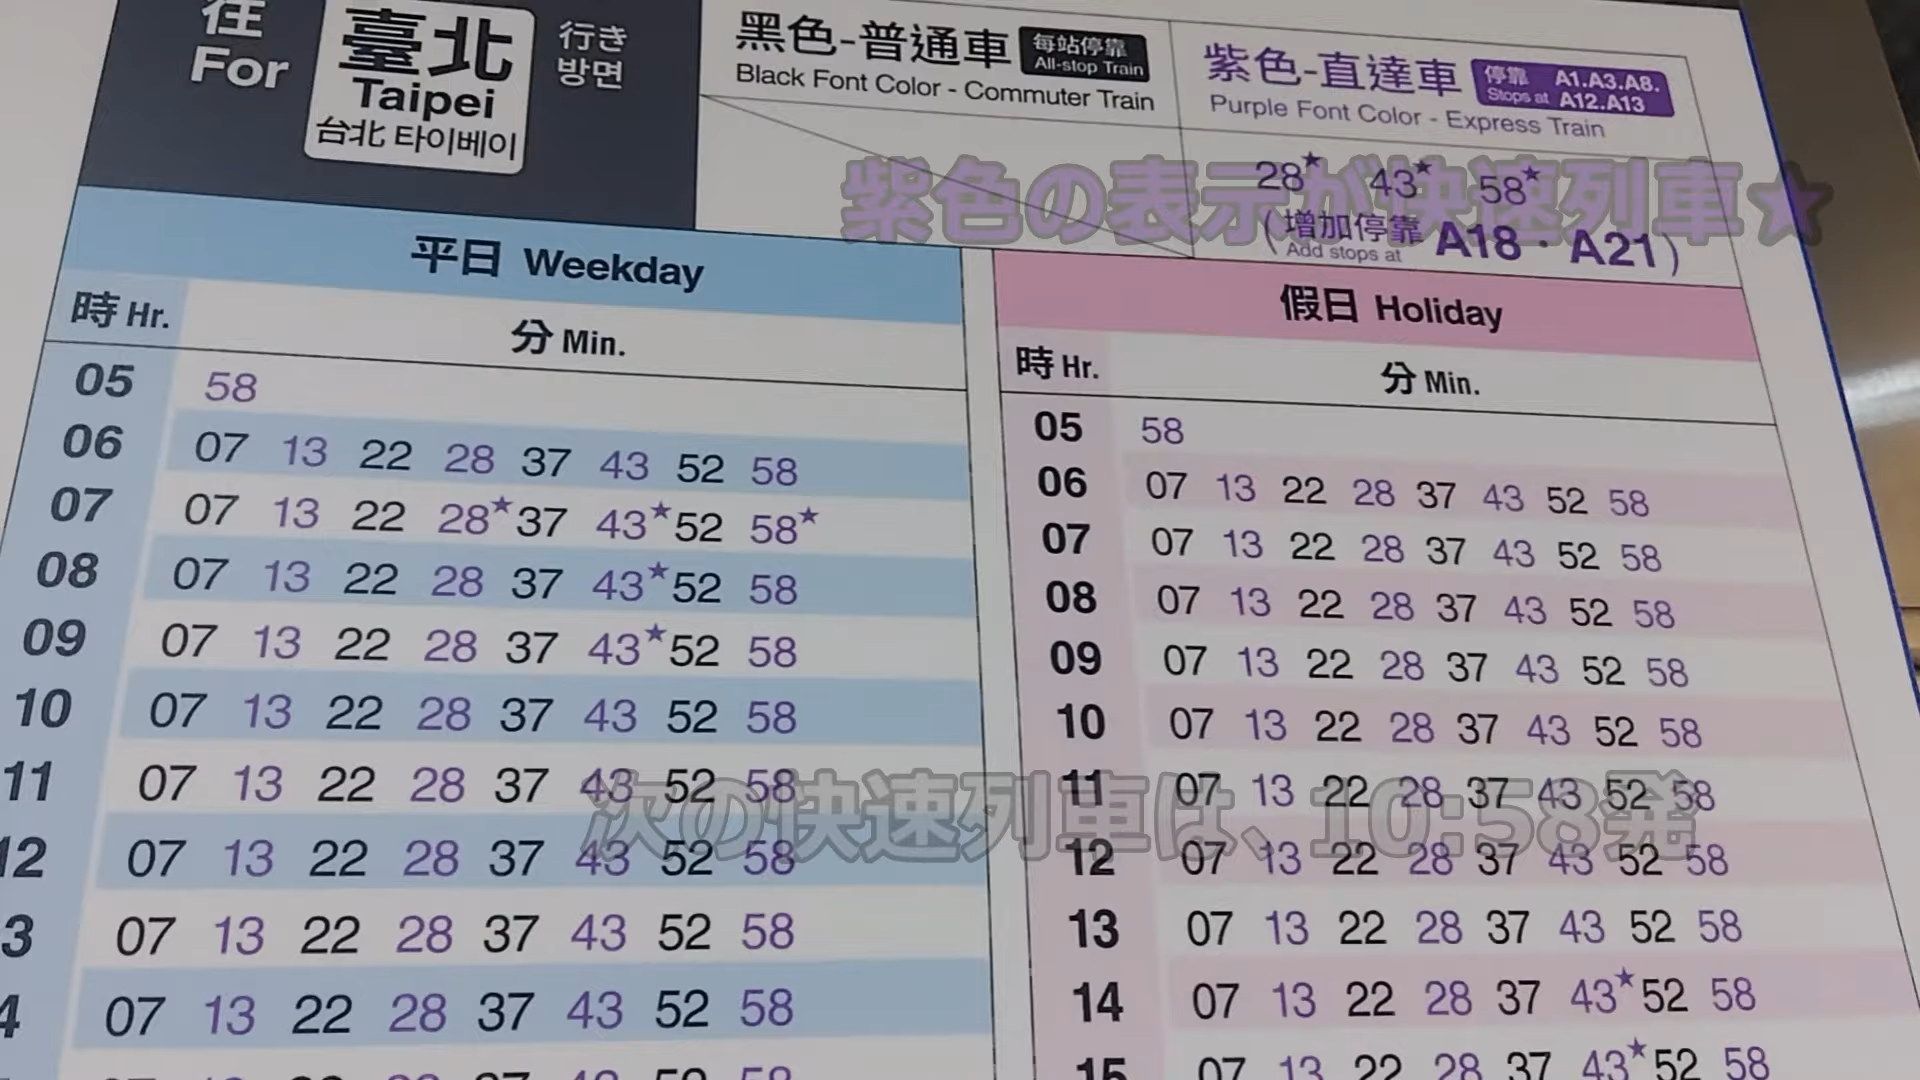 往
For
臺北
Taipei
台北 타이베이
行き
方面
黑色-普通車 每站停靠 All-stop Train
Black Font Color - Commuter Train
紫色-直達車 停靠 Stops at A1.A3.A8. A12.A13
Purple Font Color - Express Train
28★ 43★ 58★
(增加停靠 Add stops at A18・A21)
紫色の表示が快速列車★
平日 Weekday
時 Hr. 分 Min.
05 58
06 07 13 22 28 37 43 52 58
07 07 13 22 28★ 37 43★ 52 58★
08 07 13 22 28 37 43★ 52 58
09 07 13 22 28 37 43★ 52 58
10 07 13 22 28 37 43 52 58
11 07 13 22 28 37 43 52 58
12 07 13 22 28 37 43 52 58
3 07 13 22 28 37 43 52 58
4 07 13 22 28 37 43 52 58
假日 Holiday
時 Hr. 分 Min.
05 58
06 07 13 22 28 37 43 52 58
07 07 13 22 28 37 43 52 58
08 07 13 22 28 37 43 52 58
09 07 13 22 28 37 43 52 58
10 07 13 22 28 37 43 52 58
11 07 13 22 28 37 43 52 58
12 07 13 22 28 37 43 52 58
13 07 13 22 28 37 43 52 58
14 07 13 22 28 37 43★ 52 58
15 07 13 22 28 37 43★ 52 58
次の快速列車は、10:58発